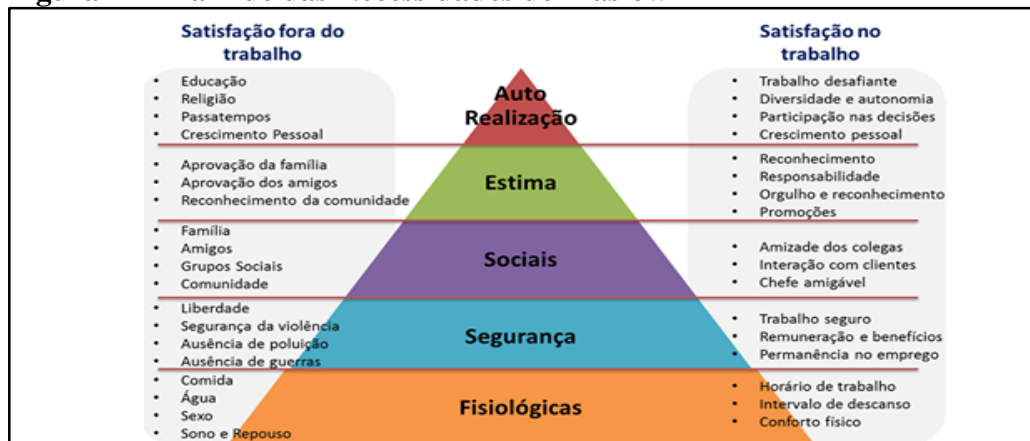 Satisfação fora do
trabalho
Educação
Religião
Passatempos
Crescimento Pessoal
Aprovação da família
Aprovação dos amigos
Reconhecimento da comunidade
Família
Amigos
Grupos Sociais
Comunidade
Liberdade
Segurança da violência
Ausência de poluição
Ausência de guerras
Comida
Água
Sexo
Sono e Repouso
Auto
Realização
Estima
Sociais
Segurança
Fisiológicas
Satisfação no
trabalho
Trabalho desafiante
Diversidade e autonomia
Participação nas decisões
Crescimento pessoal
Reconhecimento
Responsabilidade
Orgulho e reconhecimento
Promoções
Amizade dos colegas
Interação com clientes
Chefe amigável
Trabalho seguro
Remuneração e benefícios
Permanência no emprego
Horário de trabalho
Intervalo de descanso
Conforto físico